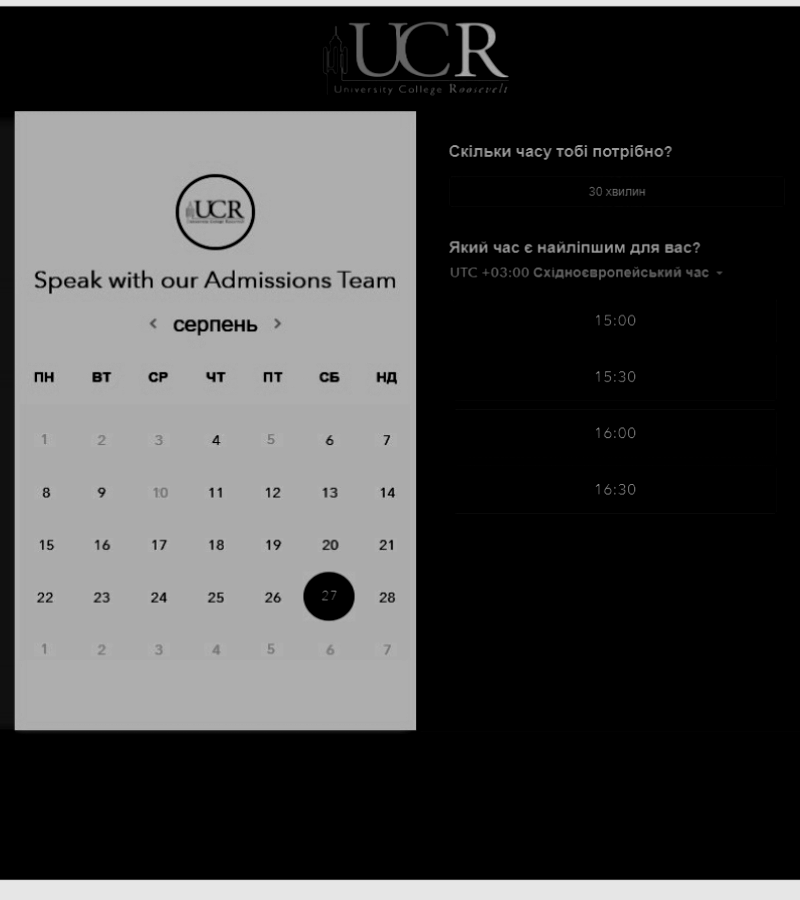 UCR
University College Roosevelt
UCR
Speak with our Admissions Team
серпень
ПН ВТ СР ЧТ ПТ СБ НД
1 2 3 4 5 6 7
8 9 10 11 12 13 14
15 16 17 18 19 20 21
22 23 24 25 26 27 28
1 2 3 4 5 6 7
Скільки часу тобі потрібно?
30 хвилин
Який час є найліпшим для вас?
UTC +03:00 Східноєвропейський час
15:00
15:30
16:00
16:30